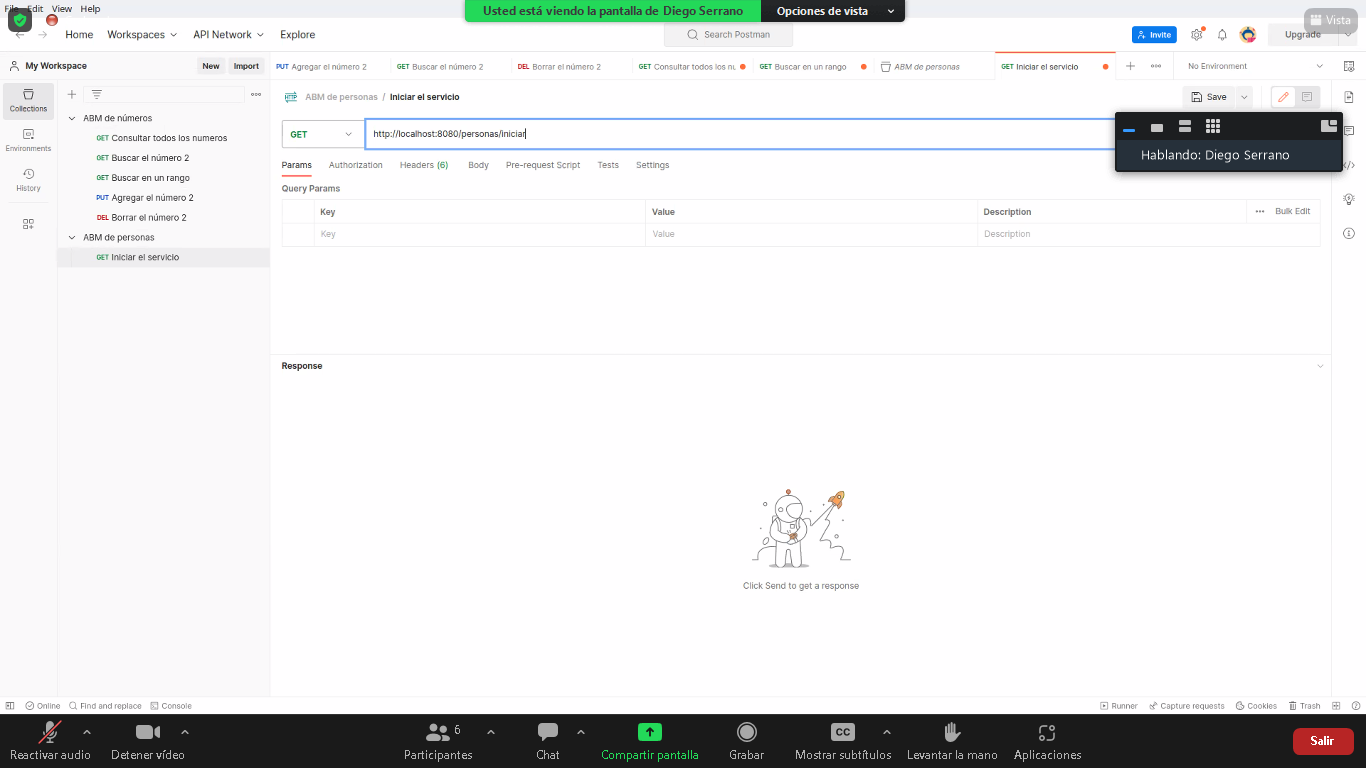 File Edit View Help
Usted está viendo la pantalla de Diego Serrano
Opciones de vista
Vista
Home Workspaces API Network Explore
Search Postman
Invite
Upgrade
My Workspace
New Import
PUT Agregar el número 2
GET Buscar el número 2
DEL Borrar el número 2
GET Consultar todos los nu
GET Buscar en un rango
ABM de personas
GET Iniciar el servicio
No Environment
Collections
Environments
History
ABM de números
GET Consultar todos los numeros
GET Buscar el número 2
GET Buscar en un rango
PUT Agregar el número 2
DEL Borrar el número 2
ABM de personas
GET Iniciar el servicio
HTTP
ABM de personas / Iniciar el servicio
Save
GET
http://localhost:8080/personas/iniciar
Hablando: Diego Serrano
Params Authorization Headers (6) Body Pre-request Script Tests Settings
Query Params
Key Value Description
Bulk Edit
Key Value Description
Response
Click Send to get a response
Online Find and replace Console
Runner Capture requests Cookies Trash
Reactivar audio
Detener vídeo
6
Participantes
Chat
Compartir pantalla
Grabar
CC
Mostrar subtítulos
Levantar la mano
Aplicaciones
Salir